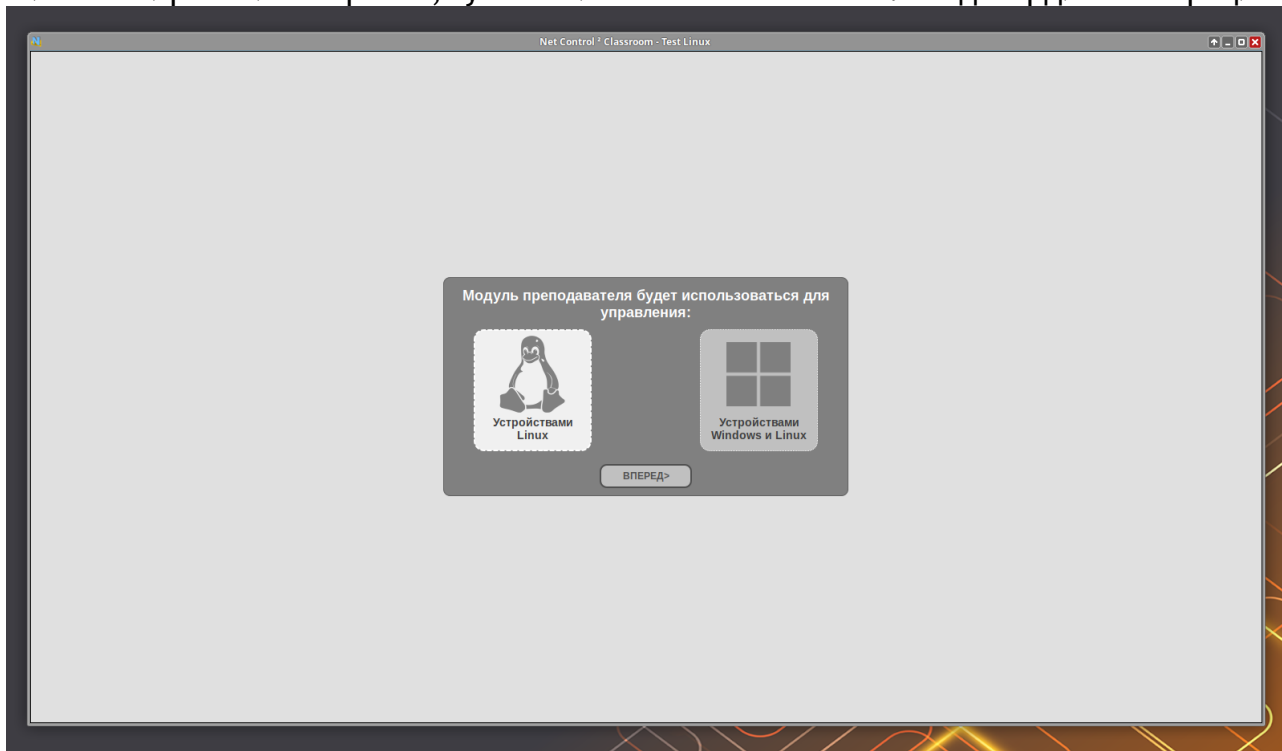 Net Control ² Classroom - Test Linux
Модуль преподавателя будет использоваться для
управления:
Устройствами
Linux
Устройствами
Windows и Linux
ВПЕРЕД>